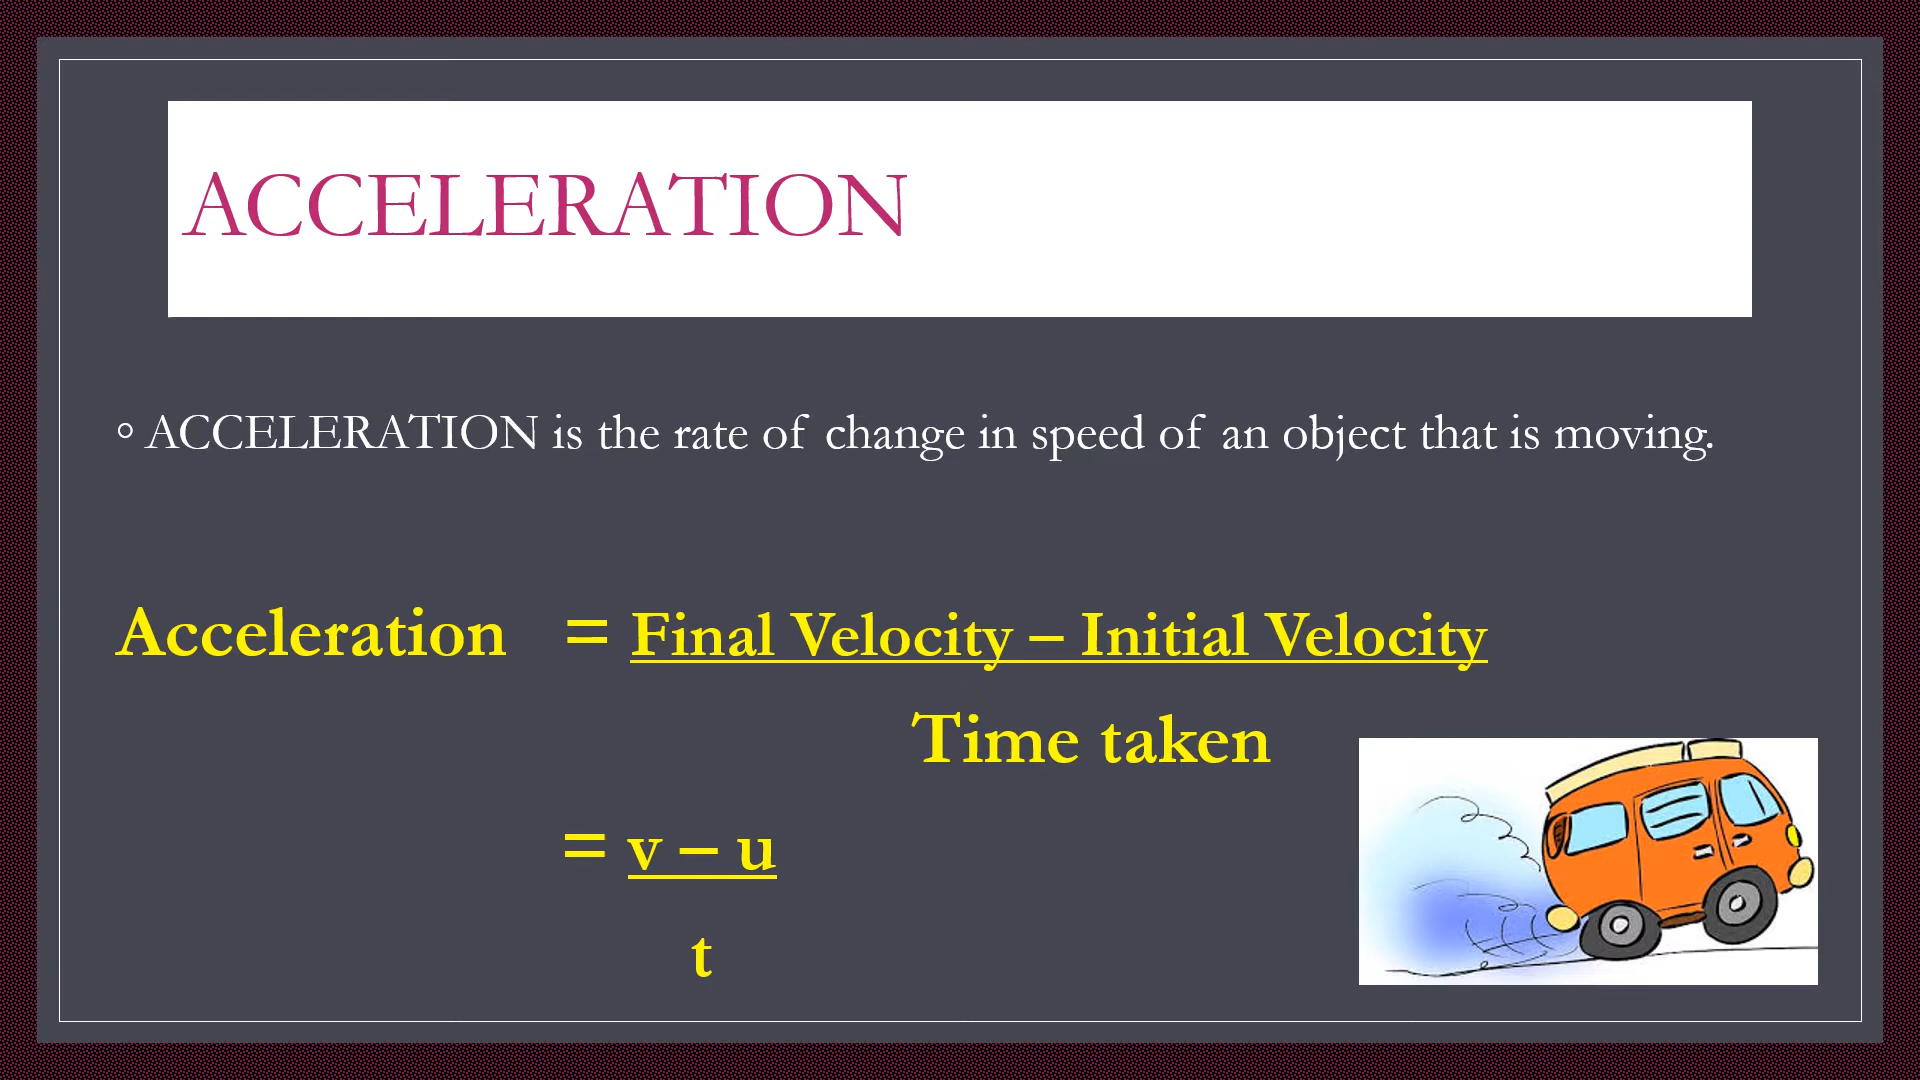 ACCELERATION
◦ ACCELERATION is the rate of change in speed of an object that is moving.
Acceleration = Final Velocity – Initial Velocity
Time taken
= v – u
t